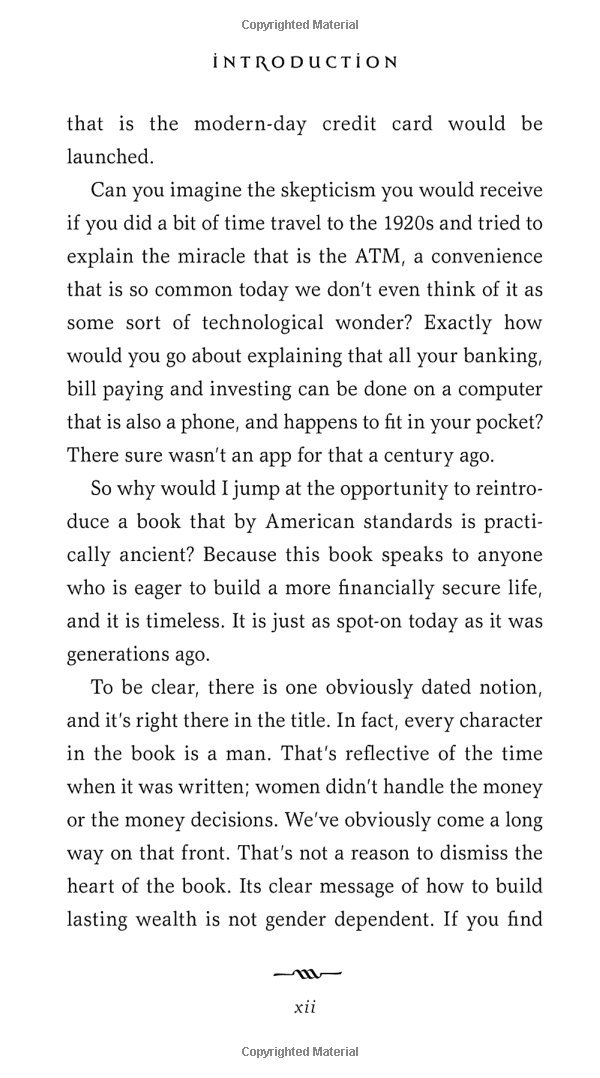 Copyrighted Material
INTRODUCTION
that is the modern-day credit card would be
launched.
Can you imagine the skepticism you would receive
if you did a bit of time travel to the 1920s and tried to
explain the miracle that is the ATM, a convenience
that is so common today we don't even think of it as
some sort of technological wonder? Exactly how
would you go about explaining that all your banking,
bill paying and investing can be done on a computer
that is also a phone, and happens to fit in your pocket?
There sure wasn't an app for that a century ago.
So why would I jump at the opportunity to reintro-
duce a book that by American standards is practi-
cally ancient? Because this book speaks to anyone
who is eager to build a more financially secure life,
and it is timeless. It is just as spot-on today as it was
generations ago.
To be clear, there is one obviously dated notion,
and it's right there in the title. In fact, every character
in the book is a man. That's reflective of the time
when it was written; women didn't handle the money
or the money decisions. We've obviously come a long
way on that front. That's not a reason to dismiss the
heart of the book. Its clear message of how to build
lasting wealth is not gender dependent. If you find
xii
Copyrighted Material